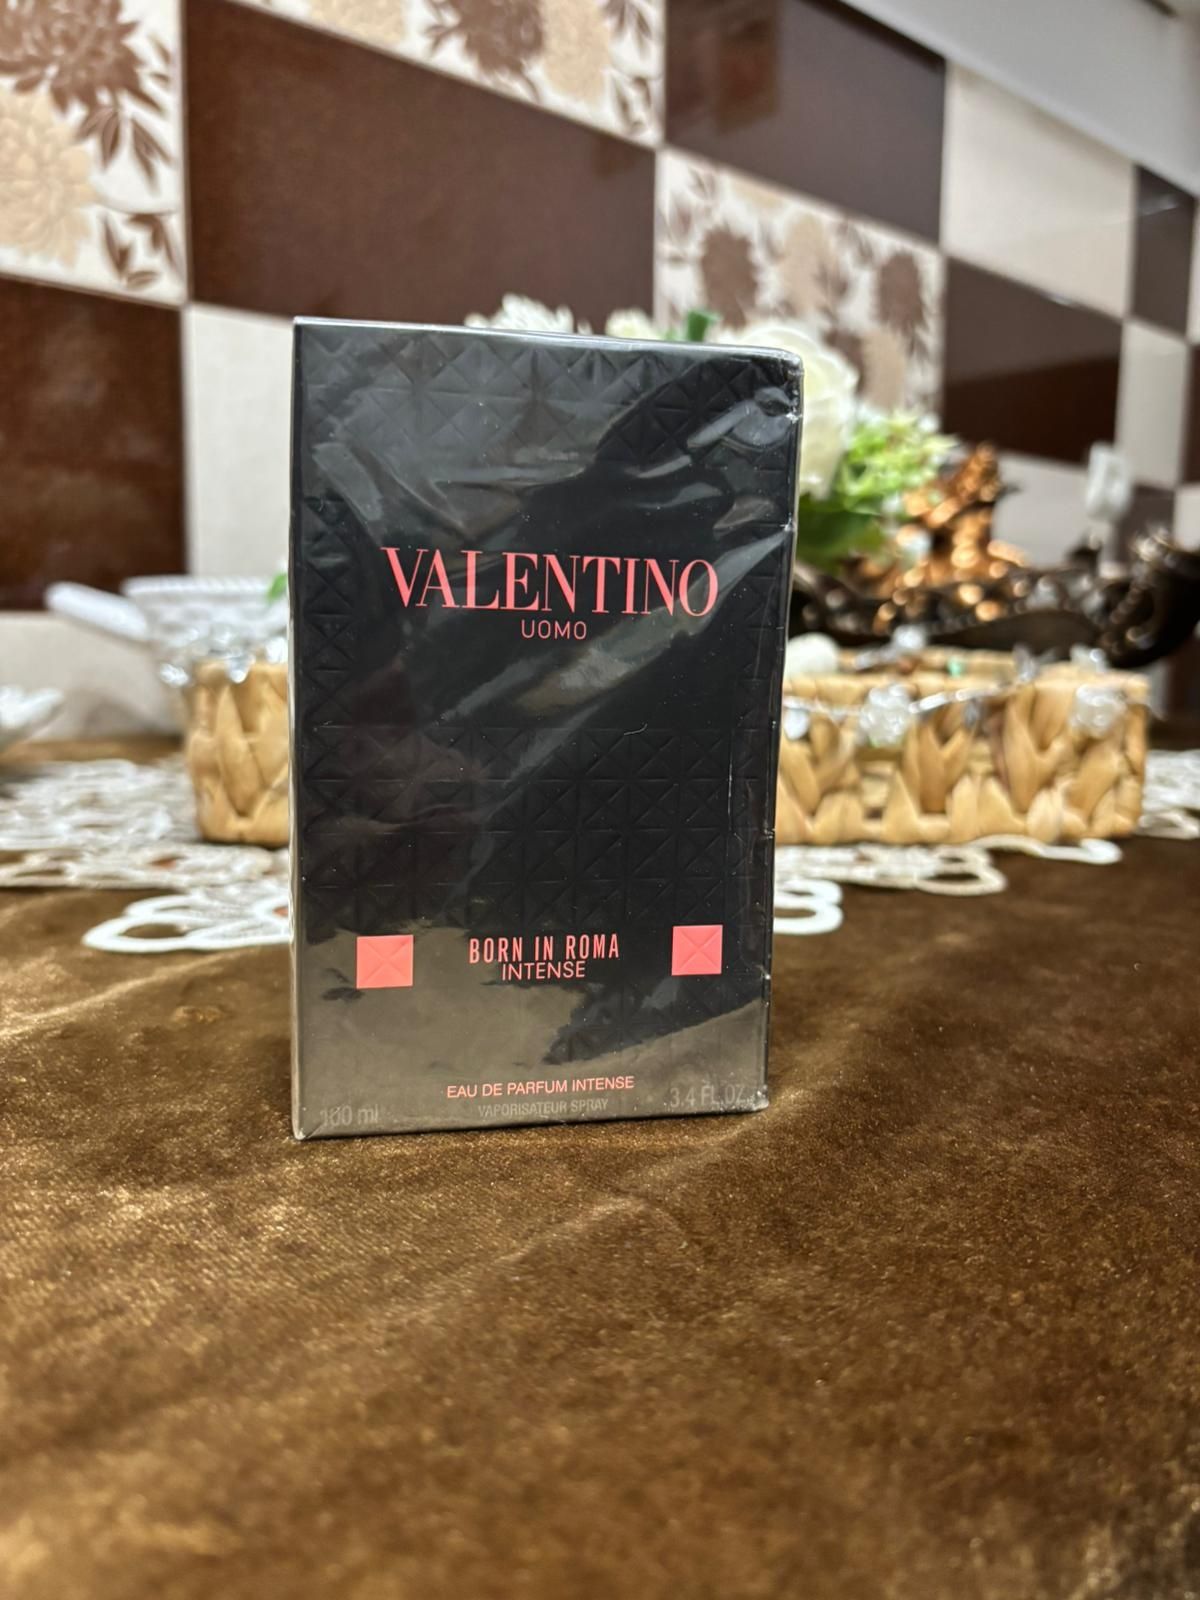 VALENTINO
UOMO
BORN IN ROMA
INTENSE
EAU DE PARFUM INTENSE
VAPORISATEUR SPRAY
100 ml
3.4 FL.OZ.